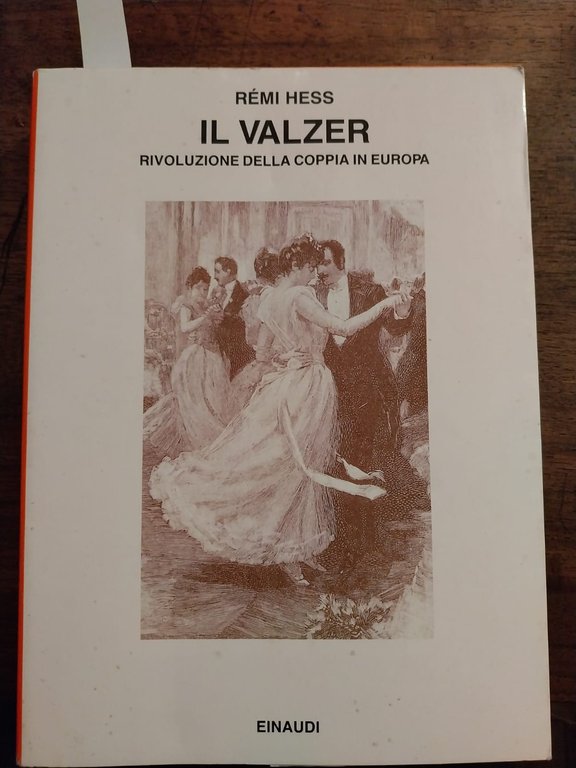 RÉMI HESS
IL VALZER
RIVOLUZIONE DELLA COPPIA IN EUROPA
EINAUDI